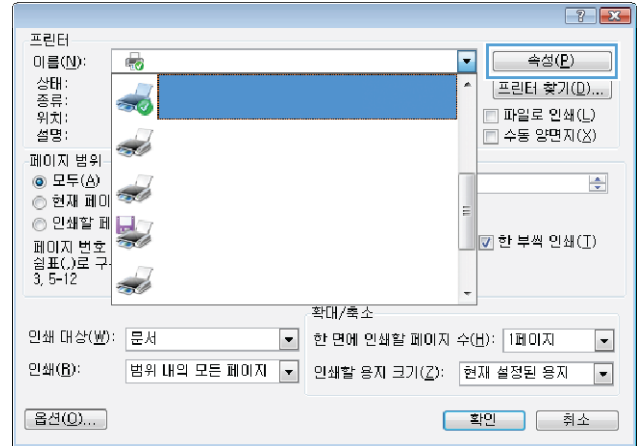 프린터
이름(N):
속성(P)
상태:
프린터 찾기(D)...
종류:
위치:
파일로 인쇄(L)
설명:
수동 양면지(X)
페이지 범위
모두(A)
현재 페이
인쇄할 페
페이지 번호
쉼표(,)로 구
3, 5-12
한 부씩 인쇄(T)
확대/축소
인쇄 대상(W): 문서
한 면에 인쇄할 페이지 수(H): 1페이지
인쇄(R): 범위 내의 모든 페이지
인쇄할 용지 크기(Z): 현재 설정된 용지
옵션(O)...
확인
취소